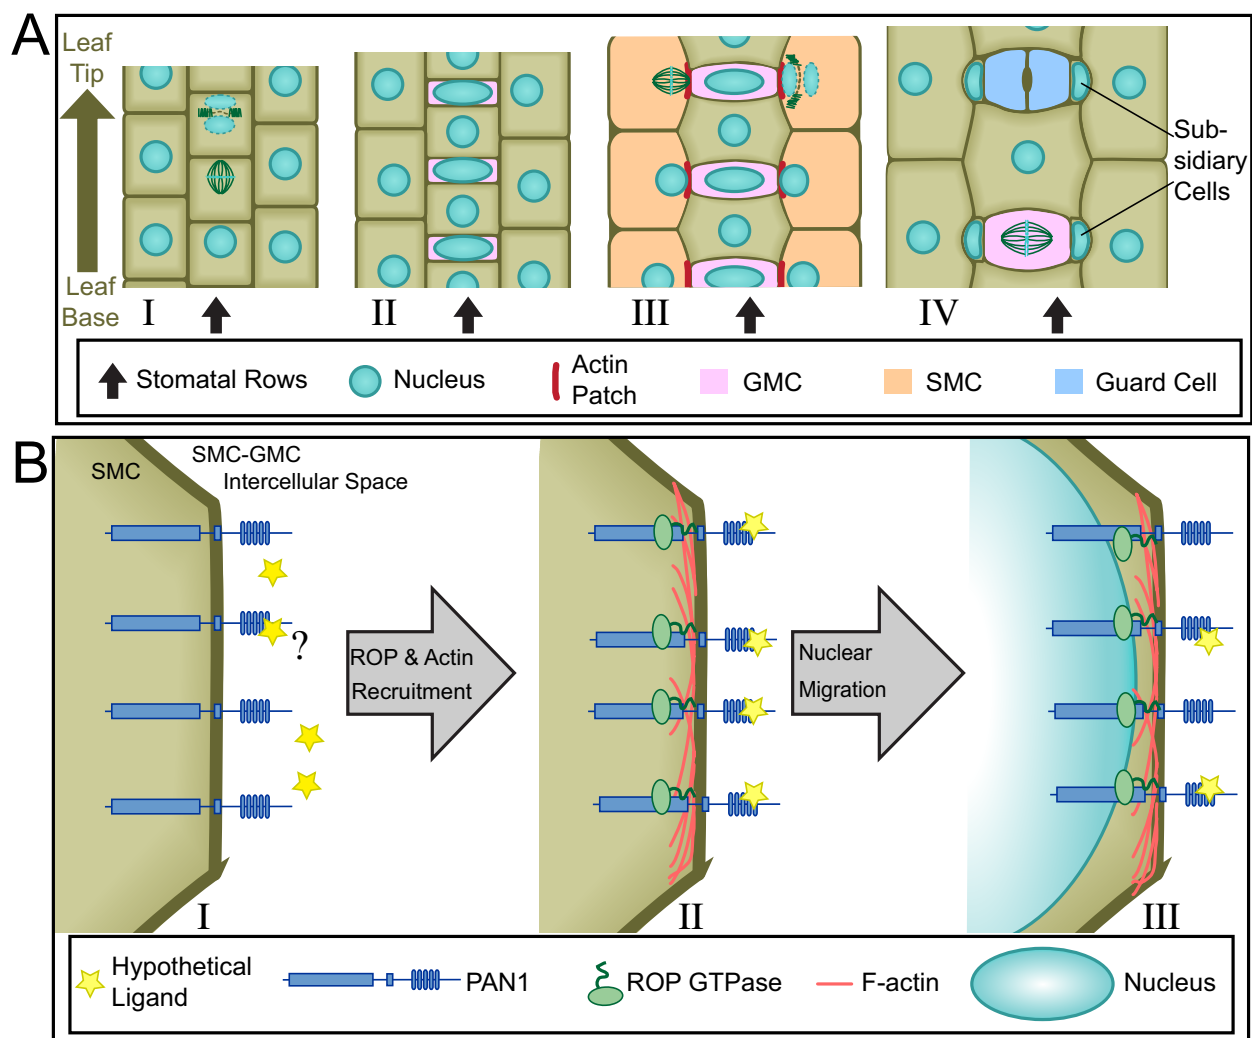 A
Leaf
Tip
Leaf
Base
I
II
III
IV
Sub-
sidiary
Cells
Stomatal Rows
Nucleus
Actin
Patch
GMC
SMC
Guard Cell
B
SMC
SMC-GMC
Intercellular Space
?
ROP & Actin
Recruitment
Nuclear
Migration
I
II
III
Hypothetical
Ligand
PAN1
ROP GTPase
F-actin
Nucleus